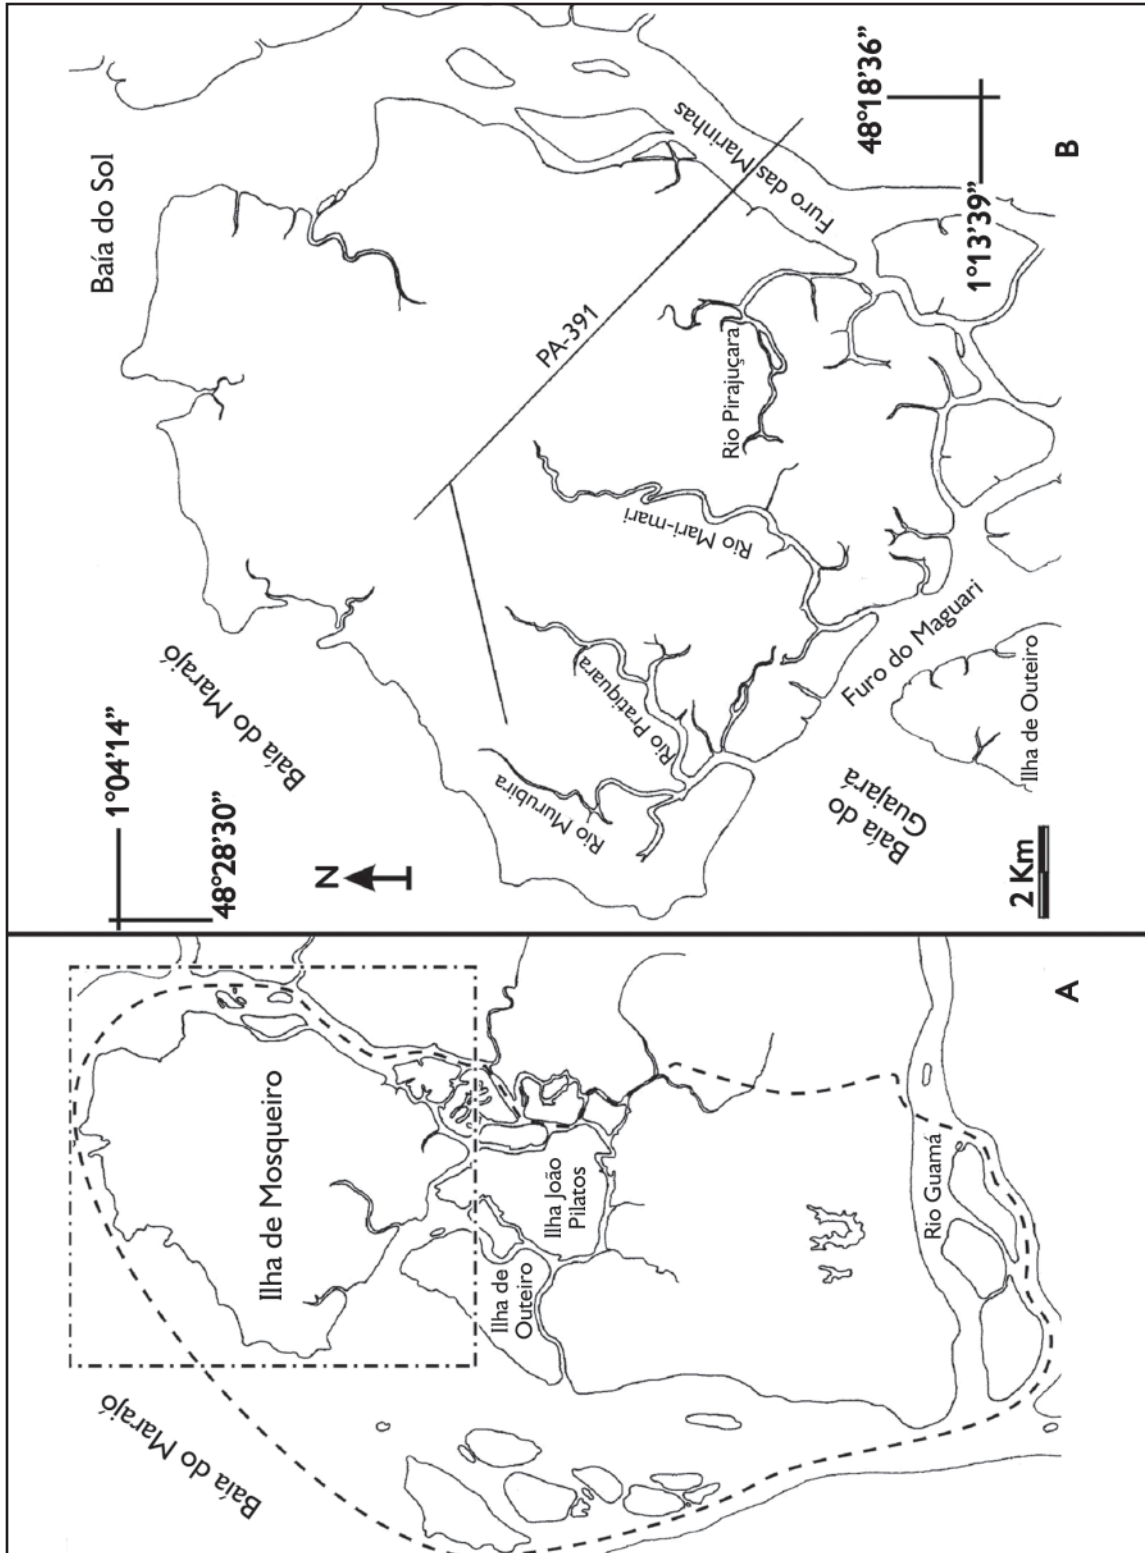 Baía do Marajó
Ilha de Mosqueiro
Ilha de
Outeiro
Ilha João
Pilatos
Rio Guamá
A
1°04'14"
48°28'30"
N
Baía do Marajó
Baía do Sol
PA-391
Rio Murubira
Rio Pratiquara
Rio Mari-mari
Rio Pirajuçara
Furo das Marinhas
Furo do Maguari
Baía do
Guajará
Ilha de Outeiro
2 Km
48°18'36"
1°13'39"
B